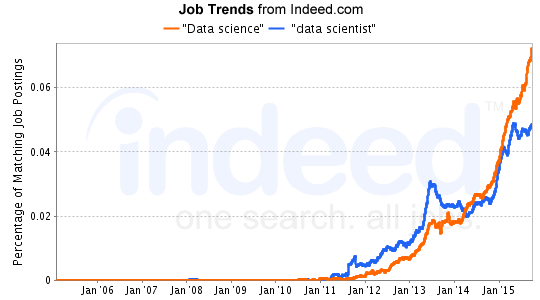 Job Trends from Indeed.com
"Data science" "data scientist"
Percentage of Matching Job Postings
0.06
0.04
0.02
0
indeed™
one search. all jobs.
Jan '06 Jan '07 Jan '08 Jan '09 Jan '10 Jan '11 Jan '12 Jan '13 Jan '14 Jan '15